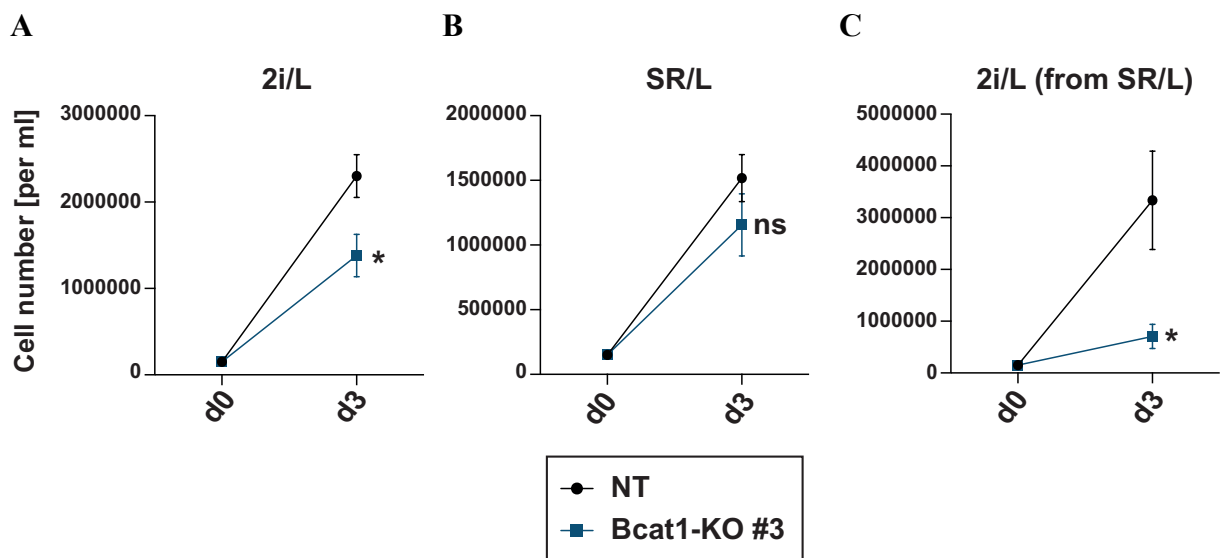 A
B
C
2i/L
SR/L
2i/L (from SR/L)
Cell number [per ml]
3000000
2000000
1000000
0
d0
d3
*
2000000
1500000
1000000
500000
0
d0
d3
ns
5000000
4000000
3000000
2000000
1000000
0
d0
d3
*
NT
Bcat1-KO #3